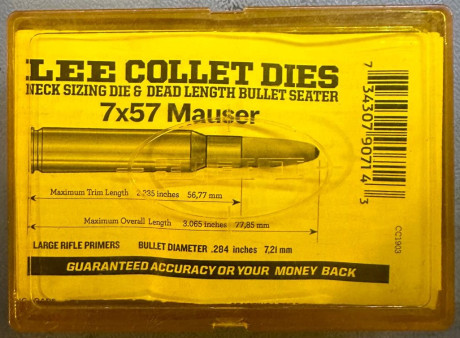 LEE COLLET DIES
NECK SIZING DIE & DEAD LENGTH BULLET SEATER
7x57 Mauser
Maximum Trim Length 2.235 inches 56,77 mm
Maximum Overall Length 3.065 inches 77,85 mm
LARGE RIFLE PRIMERS BULLET DIAMETER .284 inches 7,21 mm
GUARANTEED ACCURACY OR YOUR MONEY BACK
7 34307 90714 3
CC1903